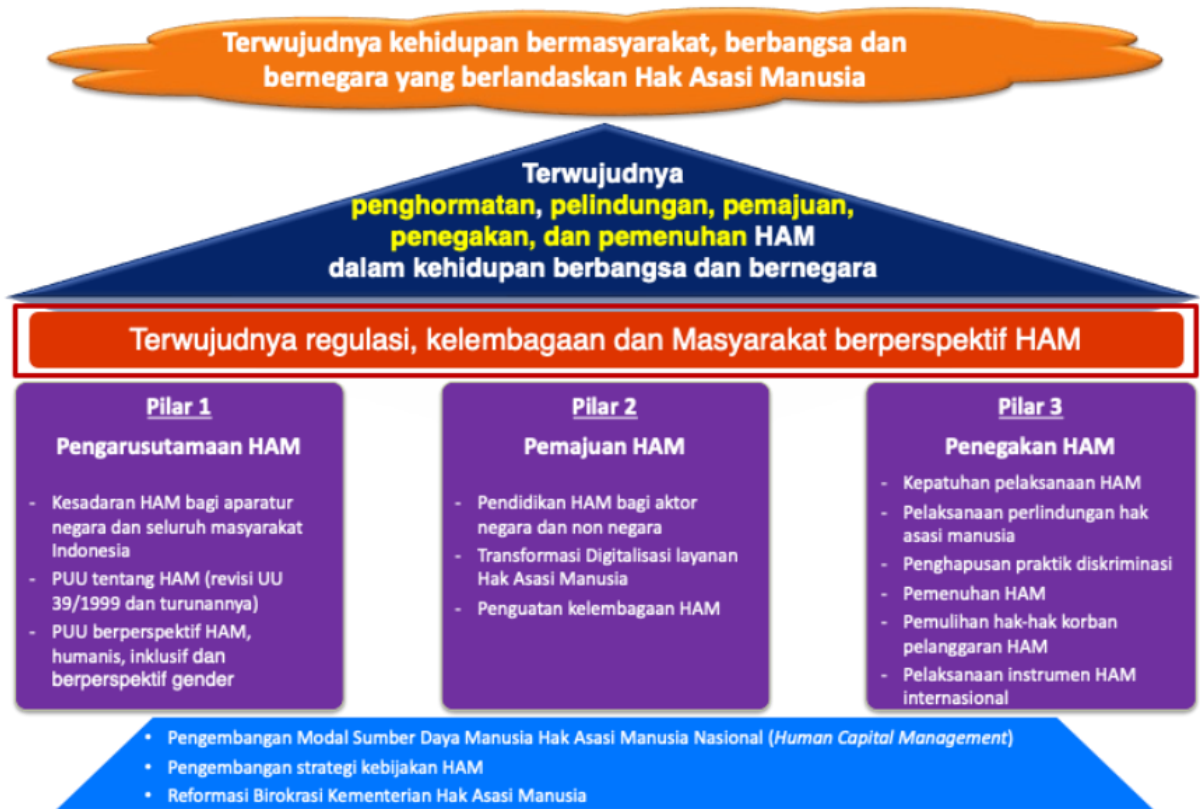 Terwujudnya kehidupan bermasyarakat, berbangsa dan
bernegara yang berlandaskan Hak Asasi Manusia
Terwujudnya
penghormatan, pelindungan, pemajuan,
penegakan, dan pemenuhan HAM
dalam kehidupan berbangsa dan bernegara
Terwujudnya regulasi, kelembagaan dan Masyarakat berperspektif HAM
Pilar 1
Pengarusutamaan HAM
- Kesadaran HAM bagi aparatur
negara dan seluruh masyarakat
Indonesia
- PUU tentang HAM (revisi UU
39/1999 dan turunannya)
- PUU berperspektif HAM,
humanis, inklusif dan
berperspektif gender
Pilar 2
Pemajuan HAM
- Pendidikan HAM bagi aktor
negara dan non negara
- Transformasi Digitalisasi layanan
Hak Asasi Manusia
- Penguatan kelembagaan HAM
Pilar 3
Penegakan HAM
- Kepatuhan pelaksanaan HAM
- Pelaksanaan perlindungan hak
asasi manusia
- Penghapusan praktik diskriminasi
- Pemenuhan HAM
- Pemulihan hak-hak korban
pelanggaran HAM
- Pelaksanaan instrumen HAM
internasional
• Pengembangan Modal Sumber Daya Manusia Hak Asasi Manusia Nasional (Human Capital Management)
• Pengembangan strategi kebijakan HAM
• Reformasi Birokrasi Kementerian Hak Asasi Manusia